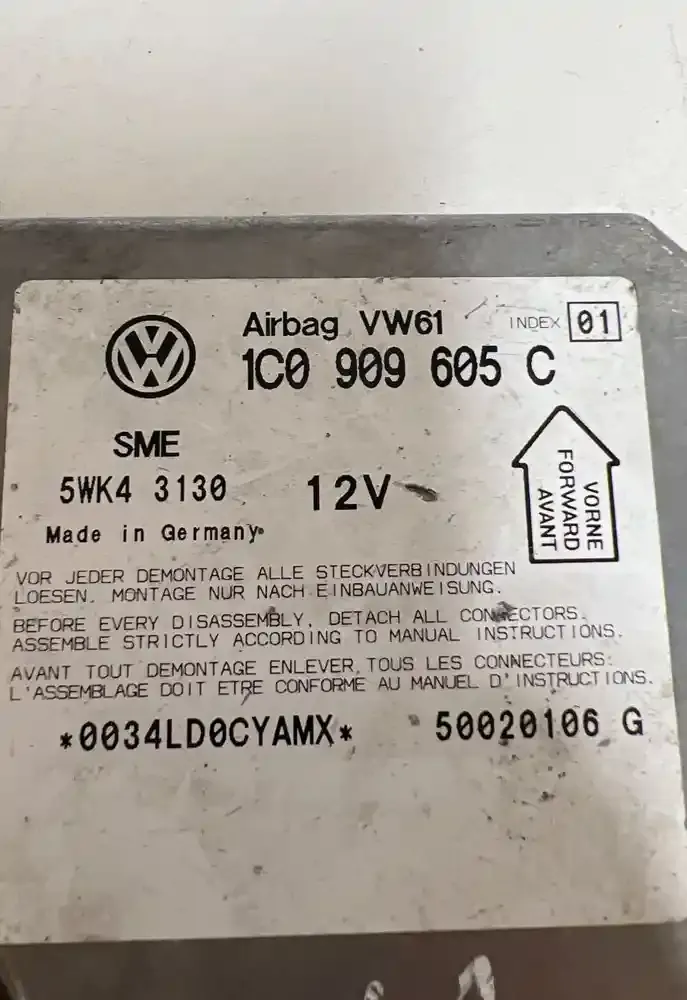 Airbag VW61 INDEX 01
1C0 909 605 C
SME
5WK4 3130 12V
Made in Germany
VORNE
FORWARD
AVANT
VOR JEDER DEMONTAGE ALLE STECKVERBINDUNGEN
LOESEN. MONTAGE NUR NACH EINBAUANWEISUNG.
BEFORE EVERY DISASSEMBLY, DETACH ALL CONNECTORS.
ASSEMBLE STRICTLY ACCORDING TO MANUAL INSTRUCTIONS.
AVANT TOUT DEMONTAGE ENLEVER TOUS LES CONNECTEURS:
L'ASSEMBLAGE DOIT ETRE CONFORME AU MANUEL D'INSTRUCTIONS.
*0034LD0CYAMX* 50020106 G